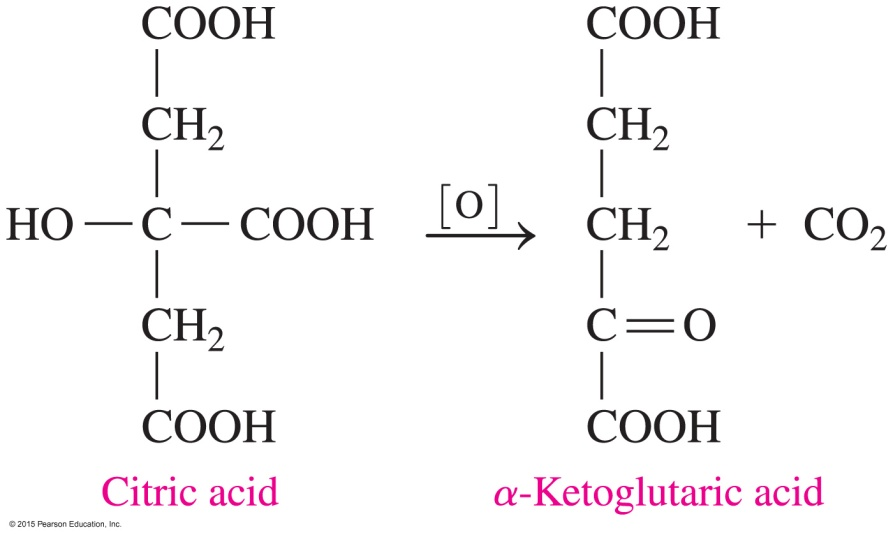 COOH COOH
CH₂ CH₂
HO—C—COOH [O] CH₂ + CO₂
CH₂ C=O
COOH COOH
Citric acid α-Ketoglutaric acid
© 2015 Pearson Education, Inc.